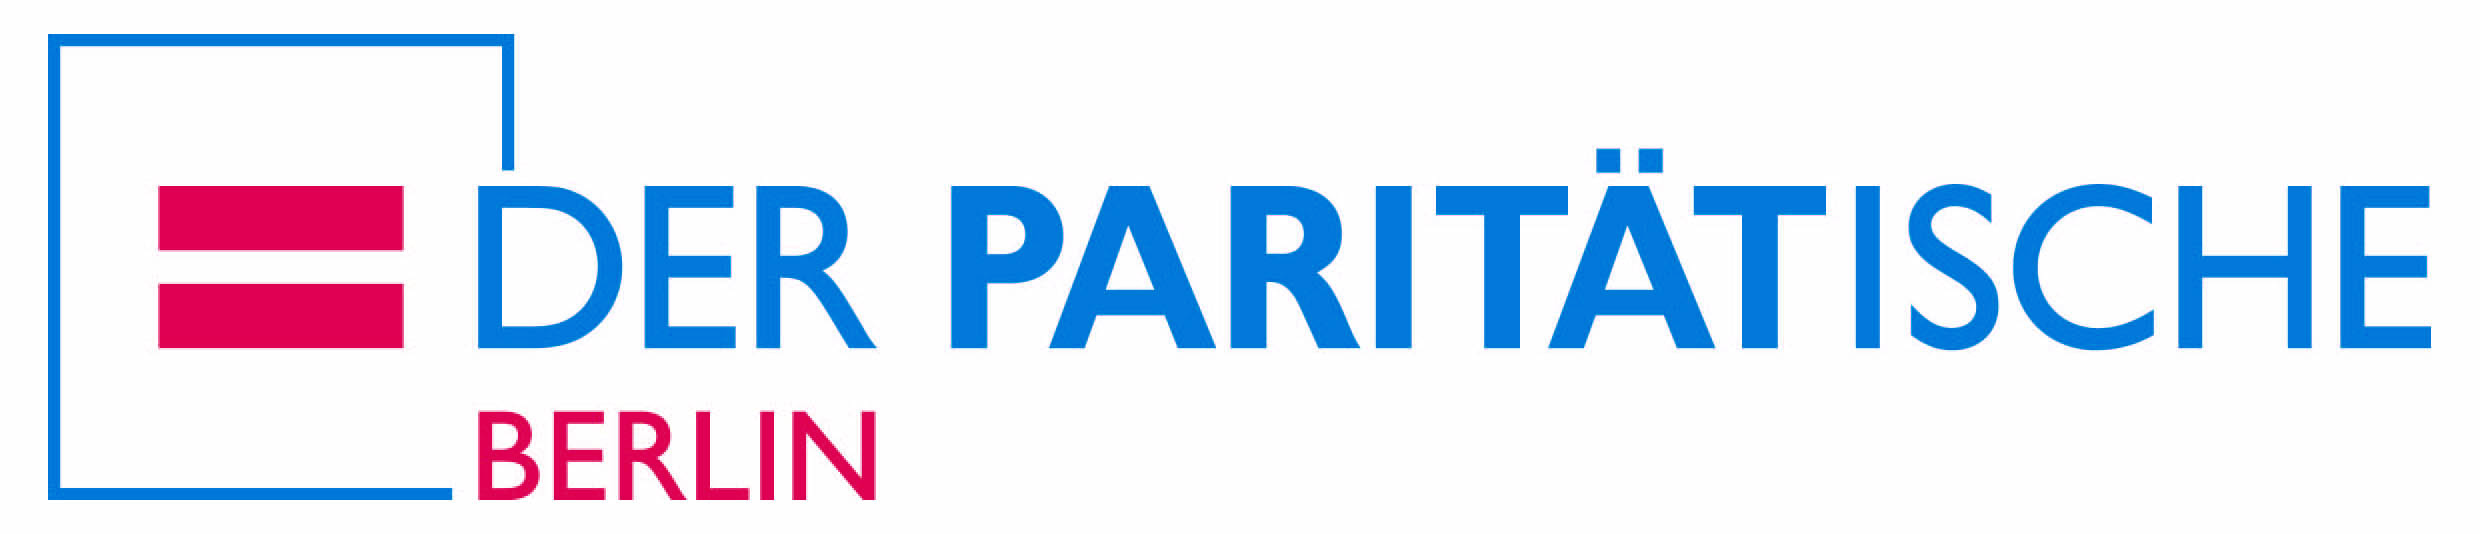 DER PARITÄTISCHE
BERLIN